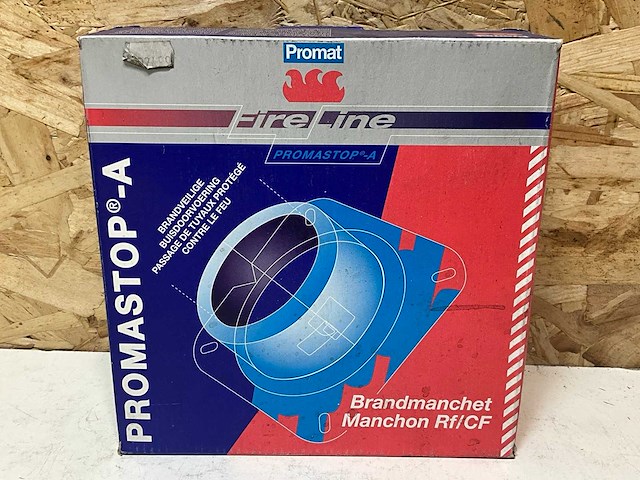 Promat
FireLine
PROMASTOP®-A
PROMASTOP®-A
BRANDVEILIGE
BUISDOORVOERING
PASSAGE DE TUYAUX PROTÉGÉ
CONTRE LE FEU
Brandmanchet
Manchon Rf/CF